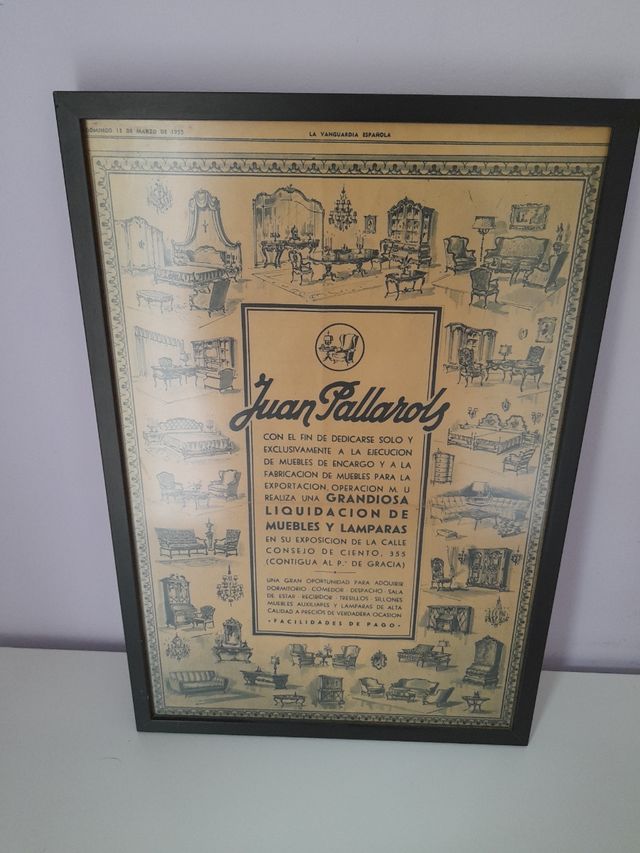 DOMINGO 13 DE MARZO DE 1955
LA VANGUARDIA ESPAÑOLA
Juan Pallarols
CON EL FIN DE DEDICARSE SOLO Y
EXCLUSIVAMENTE A LA EJECUCION
DE MUEBLES DE ENCARGO Y A LA
FABRICACION DE MUEBLES PARA LA
EXPORTACION, OPERACION M. U
REALIZA UNA GRANDIOSA
LIQUIDACION DE
MUEBLES Y LAMPARAS
EN SU EXPOSICION DE LA CALLE
CONSEJO DE CIENTO, 355
(CONTIGUA AL P.º DE GRACIA)
UNA GRAN OPORTUNIDAD PARA ADQUIRIR
DORMITORIO · COMEDOR · DESPACHO · SALA
DE ESTAR · RECIBIDOR · TRESILLOS · SILLONES
MUEBLES AUXILIARES Y LAMPARAS DE ALTA
CALIDAD A PRECIOS DE VERDADERA OCASION
• FACILIDADES DE PAGO •